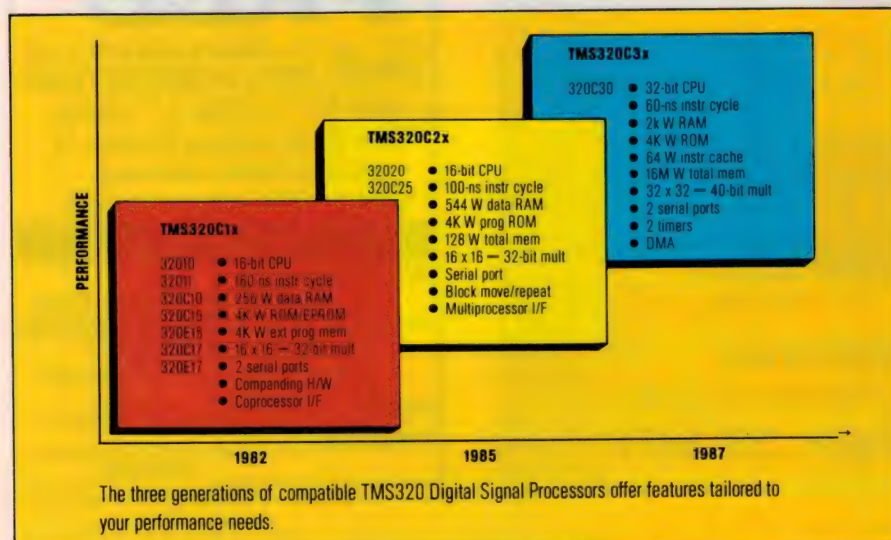 PERFORMANCE
TMS320C1x
32010 ● 16-bit CPU
32011 ● 160-ns instr cycle
320C10 ● 256 W data RAM
320C15 ● 4K W ROM/EPROM
320E15 ● 4K W ext prog mem
320C17 ● 16 x 16 — 32-bit mult
320E17 ● 2 serial ports
● Companding H/W
● Coprocessor I/F
TMS320C2x
32020 ● 16-bit CPU
320C25 ● 100-ns instr cycle
● 544 W data RAM
● 4K W prog ROM
● 128 W total mem
● 16 x 16 — 32-bit mult
● Serial port
● Block move/repeat
● Multiprocessor I/F
TMS320C3x
320C30 ● 32-bit CPU
● 60-ns instr cycle
● 2k W RAM
● 4K W ROM
● 64 W instr cache
● 16M W total mem
● 32 x 32 — 40-bit mult
● 2 serial ports
● 2 timers
● DMA
1982
1985
1987
The three generations of compatible TMS320 Digital Signal Processors offer features tailored to
your performance needs.